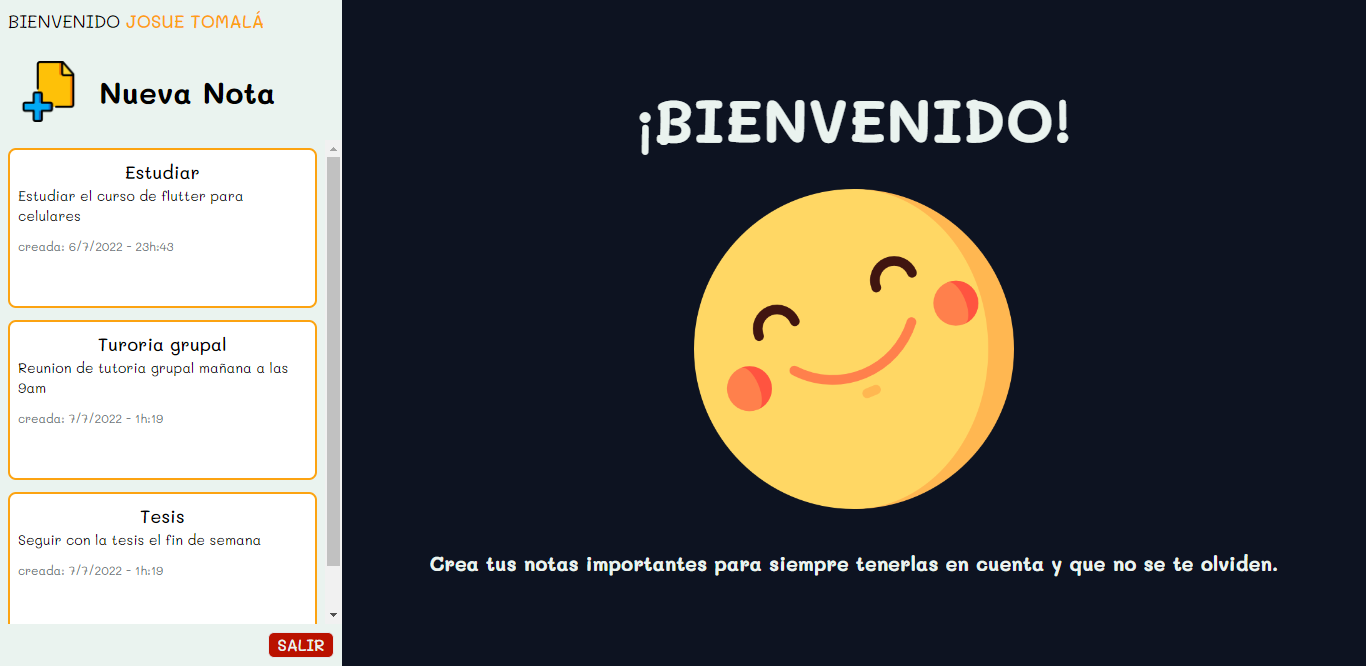 BIENVENIDO JOSUE TOMALÁ
Nueva Nota
Estudiar
Estudiar el curso de flutter para
celulares
creada: 6/7/2022 - 23h:43
Turoria grupal
Reunion de tutoria grupal mañana a las
9am
creada: 7/7/2022 - 1h:19
Tesis
Seguir con la tesis el fin de semana
creada: 7/7/2022 - 1h:19
SALIR
¡BIENVENIDO!
Crea tus notas importantes para siempre tenerlas en cuenta y que no se te olviden.